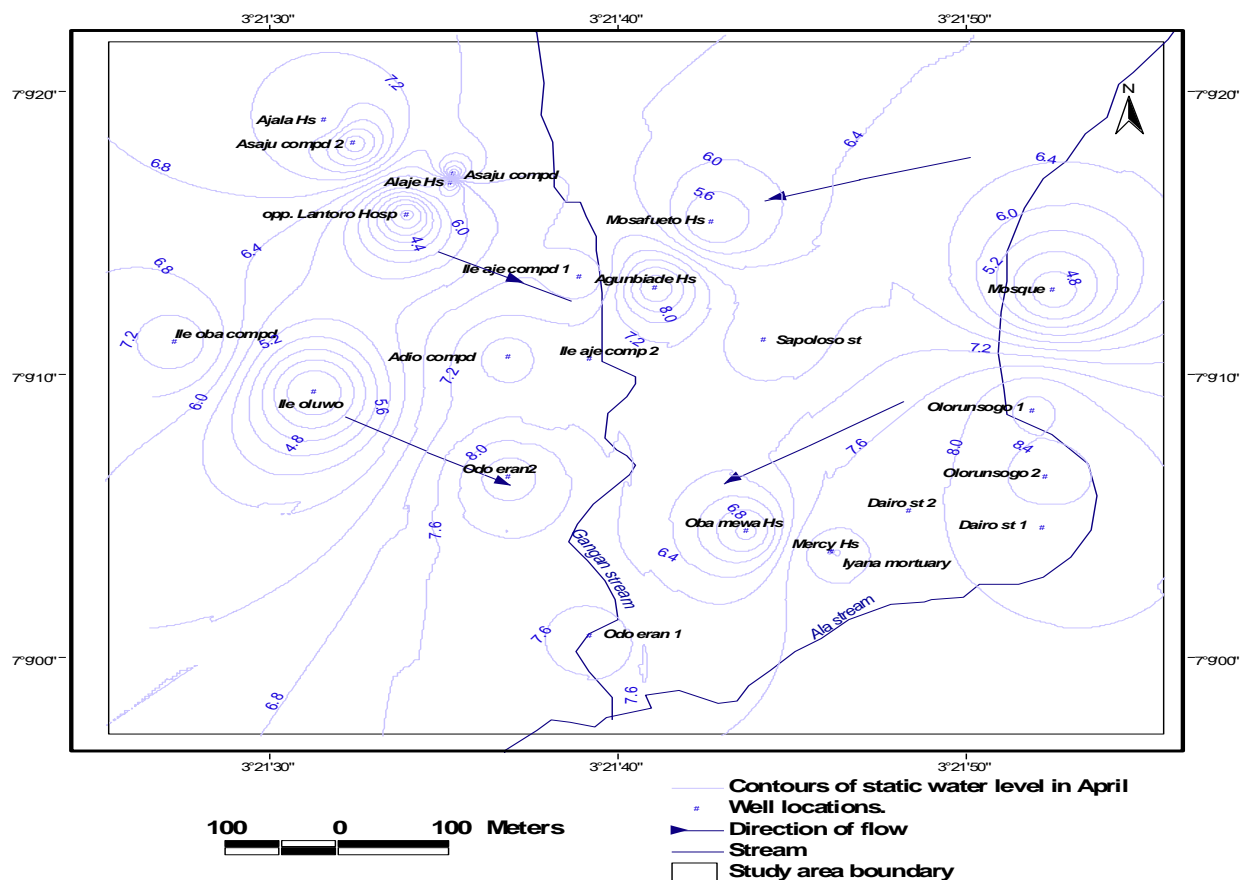 3°21'30" 3°21'40" 3°21'50"
7°9'20" 7°9'20"
7.2
N
6.4
Ajala Hs
Asaju compd 2
6.8
6.0
6.4
Alaje Hs
Asaju compd
5.6
opp. Lantoro Hosp
6.0
Mosafueto Hs
6.0
4.4
6.4
6.8
Ile aje compd 1
Agunbiade Hs
5.2
4.8
Mosque
8.0
7.2
Ile oba compd
5.2
7.2
Sapoloso st
7.2
Adio compd
Ile aje comp 2
7.2
7°9'10" 7°9'10"
6.0
Ile oluwo
5.6
Olorunsogo 1
4.8
8.0
7.6
8.0
8.4
Odo eran2
Olorunsogo 2
6.8
Dairo st 2
7.6
Oba mewa Hs
Dairo st 1
6.4
Mercy Hs
Iyana mortuary
Gangan stream
Ala stream
7.6
Odo eran 1
7°9'00" 7°9'00"
6.8
7.6
3°21'30" 3°21'40" 3°21'50"
Contours of static water level in April
Well locations.
100 0 100 Meters
Direction of flow
Stream
Study area boundary